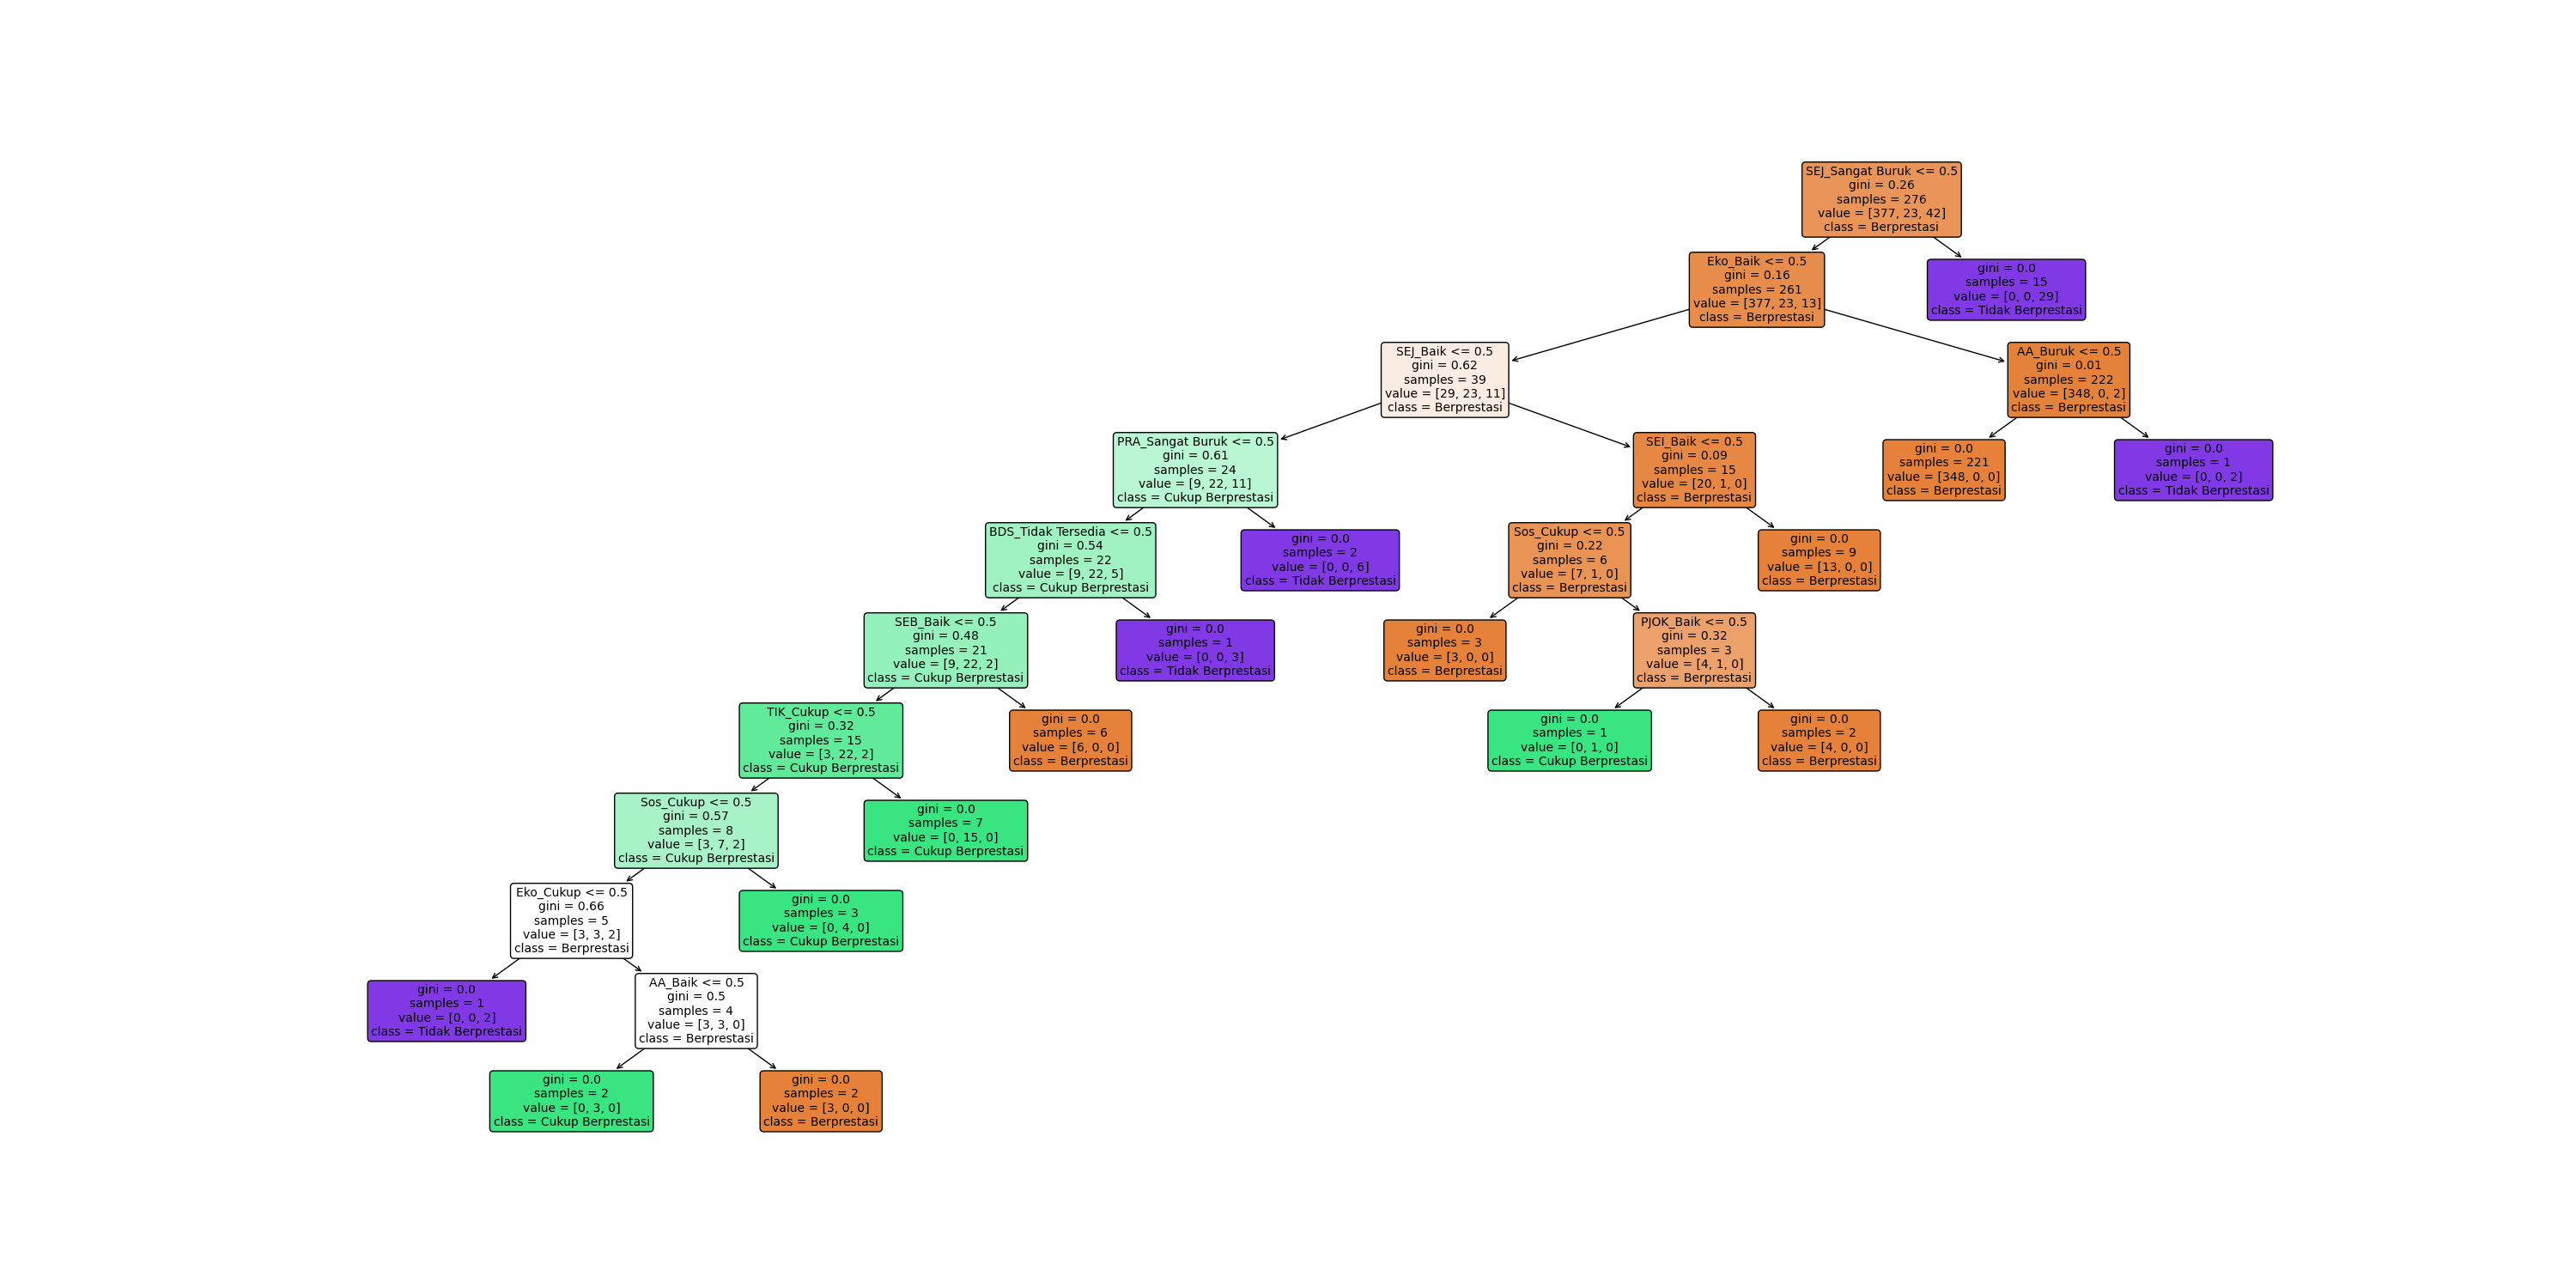 SEJ_Sangat Buruk <= 0.5
gini = 0.26
samples = 276
value = [377, 23, 42]
class = Berprestasi
Eko_Baik <= 0.5
gini = 0.16
samples = 261
value = [377, 23, 13]
class = Berprestasi
gini = 0.0
samples = 15
value = [0, 0, 29]
class = Tidak Berprestasi
SEJ_Baik <= 0.5
gini = 0.62
samples = 39
value = [29, 23, 11]
class = Berprestasi
AA_Buruk <= 0.5
gini = 0.01
samples = 222
value = [348, 0, 2]
class = Berprestasi
PRA_Sangat Buruk <= 0.5
gini = 0.61
samples = 24
value = [9, 22, 11]
class = Cukup Berprestasi
SEI_Baik <= 0.5
gini = 0.09
samples = 15
value = [20, 1, 0]
class = Berprestasi
gini = 0.0
samples = 221
value = [348, 0, 0]
class = Berprestasi
gini = 0.0
samples = 1
value = [0, 0, 2]
class = Tidak Berprestasi
BDS_Tidak Tersedia <= 0.5
gini = 0.54
samples = 22
value = [9, 22, 5]
class = Cukup Berprestasi
gini = 0.0
samples = 2
value = [0, 0, 6]
class = Tidak Berprestasi
Sos_Cukup <= 0.5
gini = 0.22
samples = 6
value = [7, 1, 0]
class = Berprestasi
gini = 0.0
samples = 9
value = [13, 0, 0]
class = Berprestasi
SEB_Baik <= 0.5
gini = 0.48
samples = 21
value = [9, 22, 2]
class = Cukup Berprestasi
gini = 0.0
samples = 1
value = [0, 0, 3]
class = Tidak Berprestasi
gini = 0.0
samples = 3
value = [3, 0, 0]
class = Berprestasi
PJOK_Baik <= 0.5
gini = 0.32
samples = 3
value = [4, 1, 0]
class = Berprestasi
TIK_Cukup <= 0.5
gini = 0.32
samples = 15
value = [3, 22, 2]
class = Cukup Berprestasi
gini = 0.0
samples = 6
value = [6, 0, 0]
class = Berprestasi
gini = 0.0
samples = 1
value = [0, 1, 0]
class = Cukup Berprestasi
gini = 0.0
samples = 2
value = [4, 0, 0]
class = Berprestasi
Sos_Cukup <= 0.5
gini = 0.57
samples = 8
value = [3, 7, 2]
class = Cukup Berprestasi
gini = 0.0
samples = 7
value = [0, 15, 0]
class = Cukup Berprestasi
Eko_Cukup <= 0.5
gini = 0.66
samples = 5
value = [3, 3, 2]
class = Berprestasi
gini = 0.0
samples = 3
value = [0, 4, 0]
class = Cukup Berprestasi
gini = 0.0
samples = 1
value = [0, 0, 2]
class = Tidak Berprestasi
AA_Baik <= 0.5
gini = 0.5
samples = 4
value = [3, 3, 0]
class = Berprestasi
gini = 0.0
samples = 2
value = [0, 3, 0]
class = Cukup Berprestasi
gini = 0.0
samples = 2
value = [3, 0, 0]
class = Berprestasi